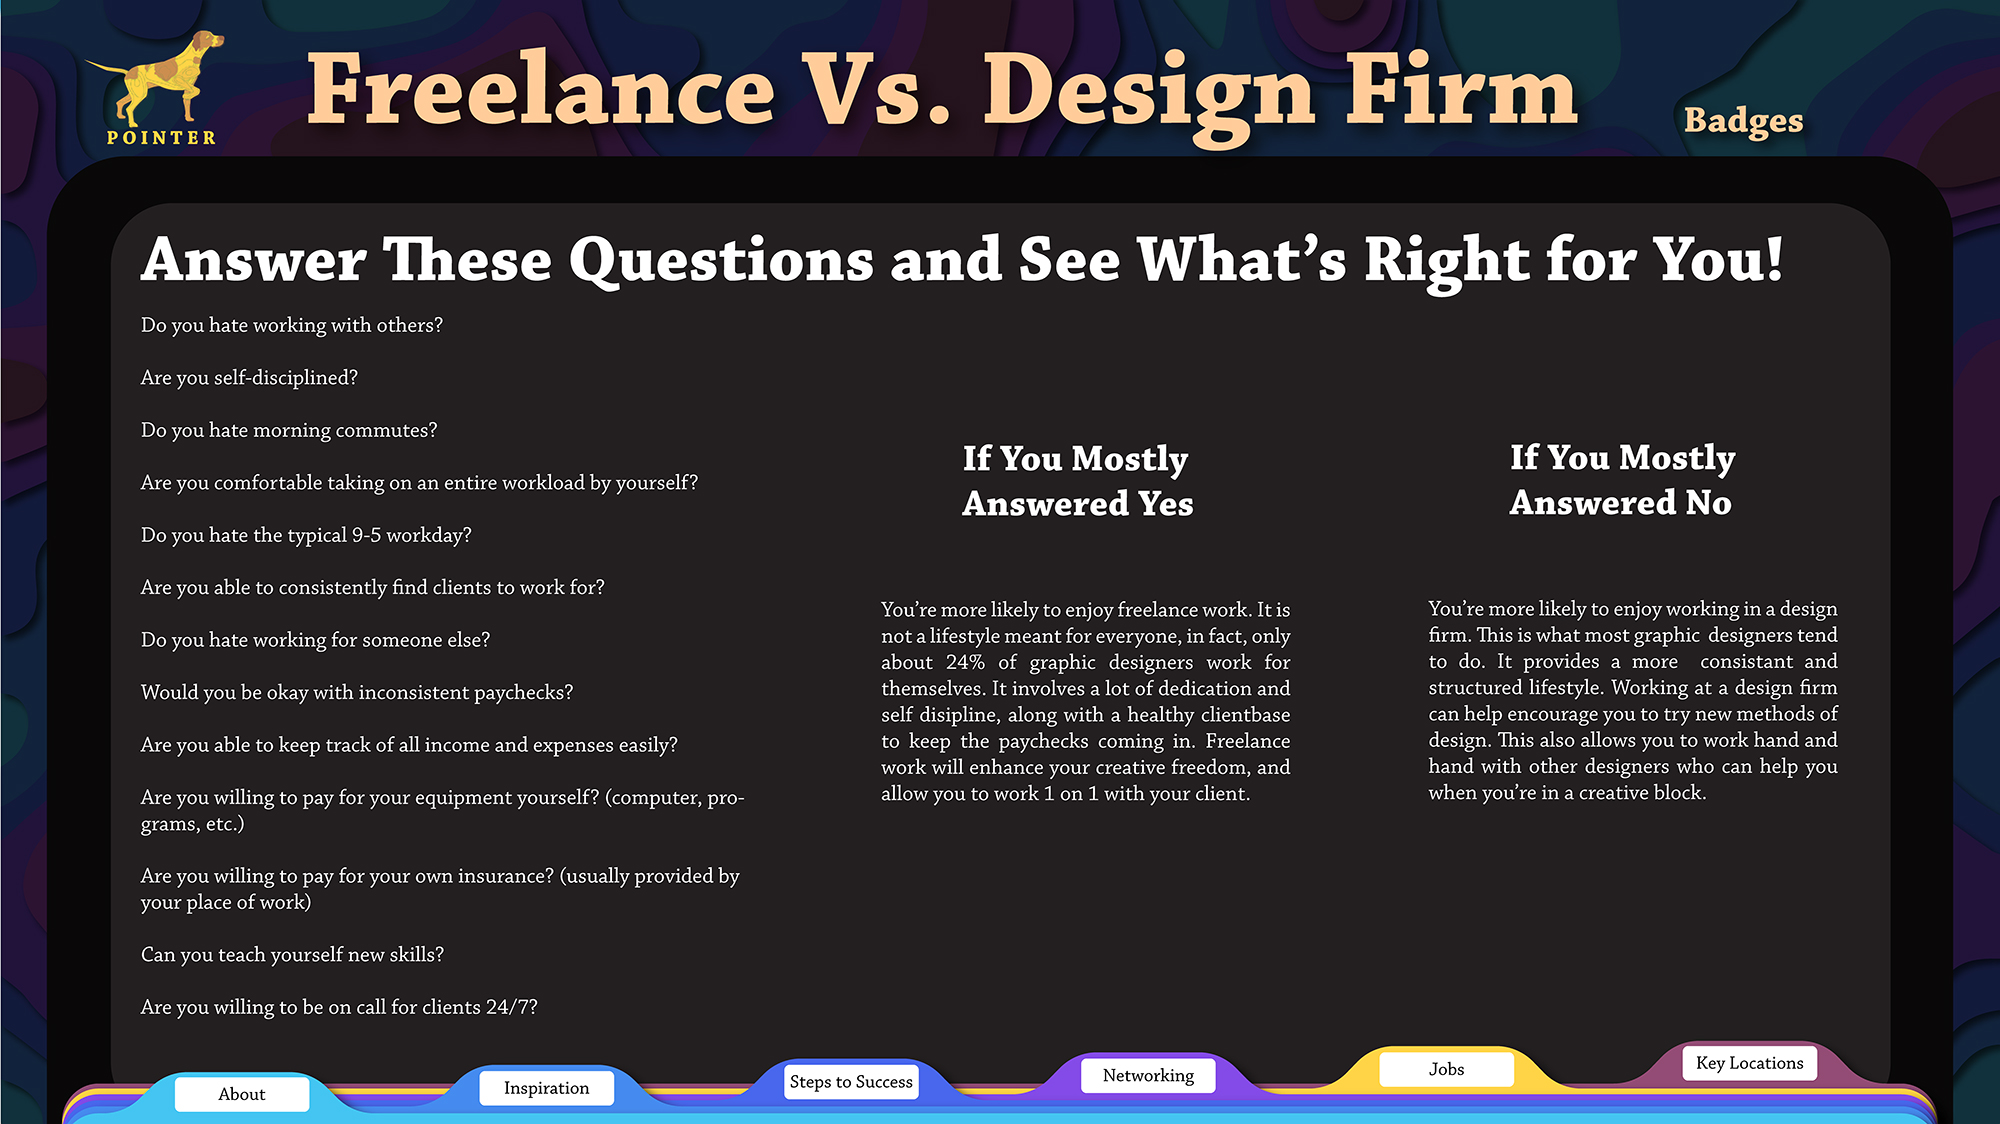 POINTER
Freelance Vs. Design Firm
Badges
Answer These Questions and See What's Right for You!
Do you hate working with others?
Are you self-disciplined?
Do you hate morning commutes?
Are you comfortable taking on an entire workload by yourself?
Do you hate the typical 9-5 workday?
Are you able to consistently find clients to work for?
Do you hate working for someone else?
Would you be okay with inconsistent paychecks?
Are you able to keep track of all income and expenses easily?
Are you willing to pay for your equipment yourself? (computer, pro-
grams, etc.)
Are you willing to pay for your own insurance? (usually provided by
your place of work)
Can you teach yourself new skills?
Are you willing to be on call for clients 24/7?
If You Mostly
Answered Yes
You're more likely to enjoy freelance work. It is
not a lifestyle meant for everyone, in fact, only
about 24% of graphic designers work for
themselves. It involves a lot of dedication and
self disipline, along with a healthy clientbase
to keep the paychecks coming in. Freelance
work will enhance your creative freedom, and
allow you to work 1 on 1 with your client.
If You Mostly
Answered No
You're more likely to enjoy working in a design
firm. This is what most graphic designers tend
to do. It provides a more consistant and
structured lifestyle. Working at a design firm
can help encourage you to try new methods of
design. This also allows you to work hand and
hand with other designers who can help you
when you're in a creative block.
About
Inspiration
Steps to Success
Networking
Jobs
Key Locations